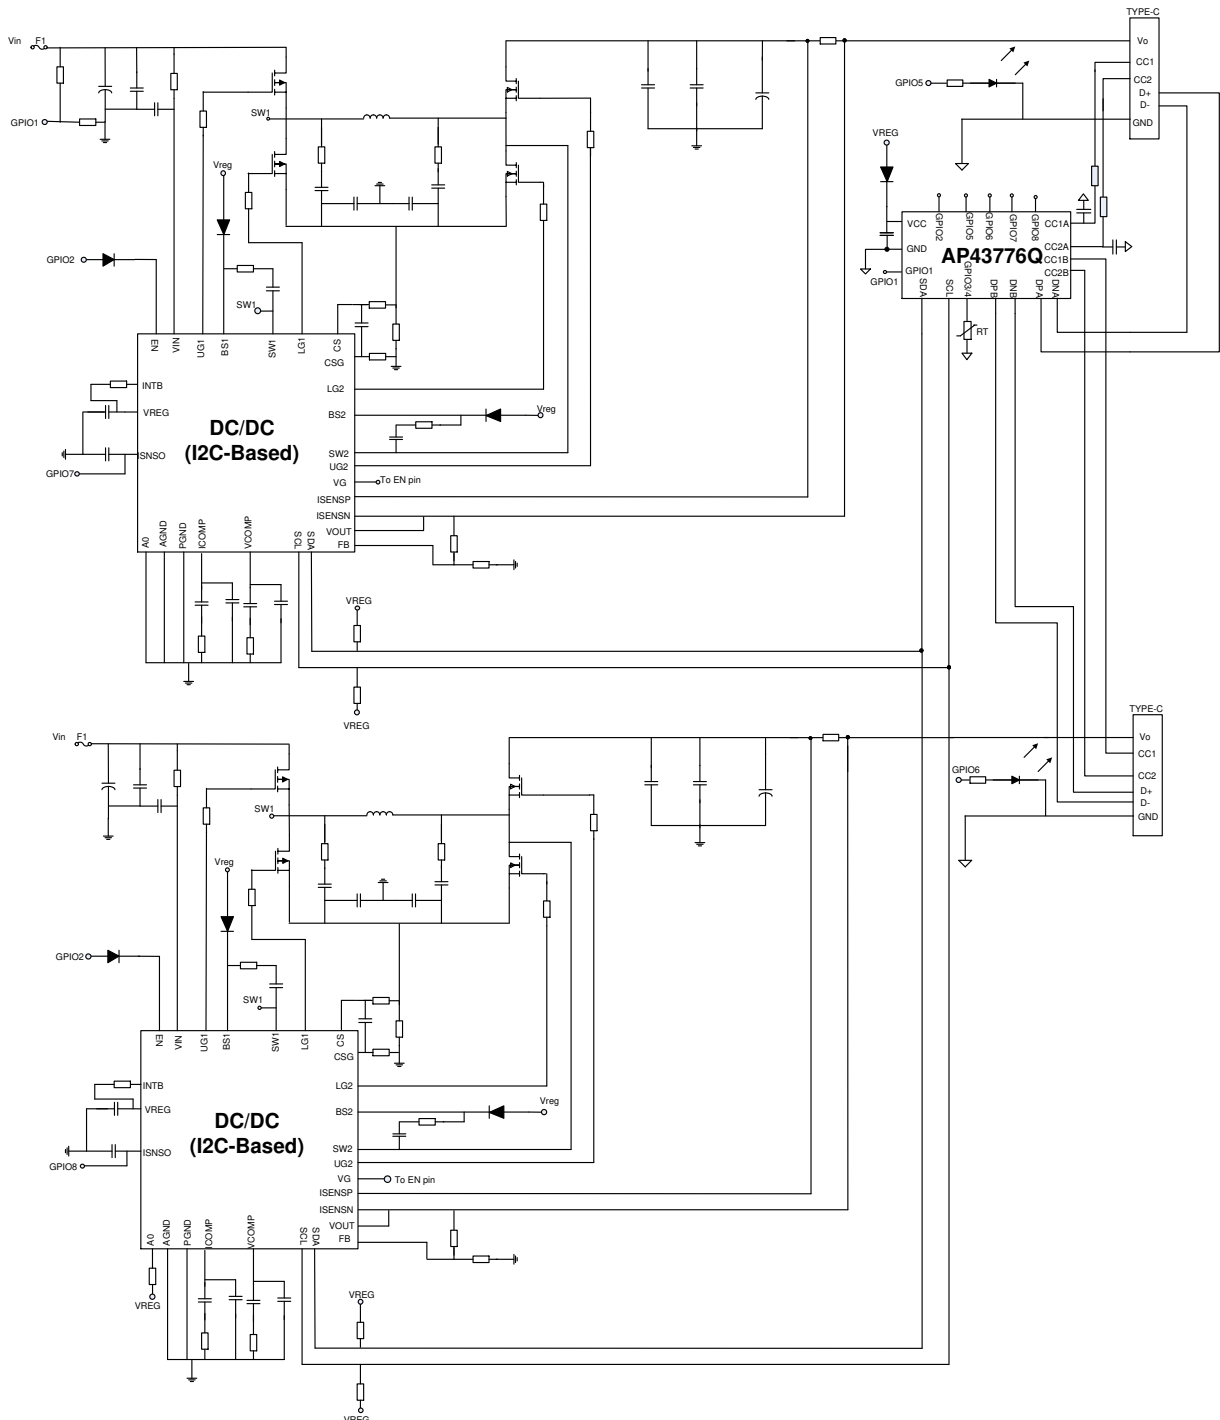 TYPE-C
Vin F1
Vo
CC1
CC2
D+
D-
GND
GPIO5
GPIO1
SW1
VREG
Vreg
GPIO2
GPIO5
GPIO6
GPIO7
GPIO8
VCC
CC1A
GND
CC2A
AP43776Q
CC1B
CC2B
GPIO1
GPIO1
SDA
SCL
GPIO3/4
DPB
DNB
DPA
DNA
RT
GPIO2
SW1
EN
VIN
UG1
BS1
SW1
LG1
CS
CSG
INTB
LG2
VREG
BS2
Vreg
DC/DC
(I2C-Based)
ISNSO
SW2
GPIO7
UG2
VG
To EN pin
ISENSP
ISENSN
VOUT
FB
A0
AGND
PGND
ICOMP
VCOMP
SCL
SDA
VREG
VREG
TYPE-C
Vin F1
Vo
CC1
CC2
D+
D-
GND
GPIO6
SW1
Vreg
GPIO2
SW1
EN
VIN
UG1
BS1
SW1
LG1
CS
CSG
INTB
LG2
VREG
BS2
Vreg
DC/DC
(I2C-Based)
ISNSO
SW2
GPIO8
UG2
VG
To EN pin
ISENSP
ISENSN
VOUT
FB
A0
AGND
PGND
ICOMP
VCOMP
SCL
SDA
VREG
VREG
VREG